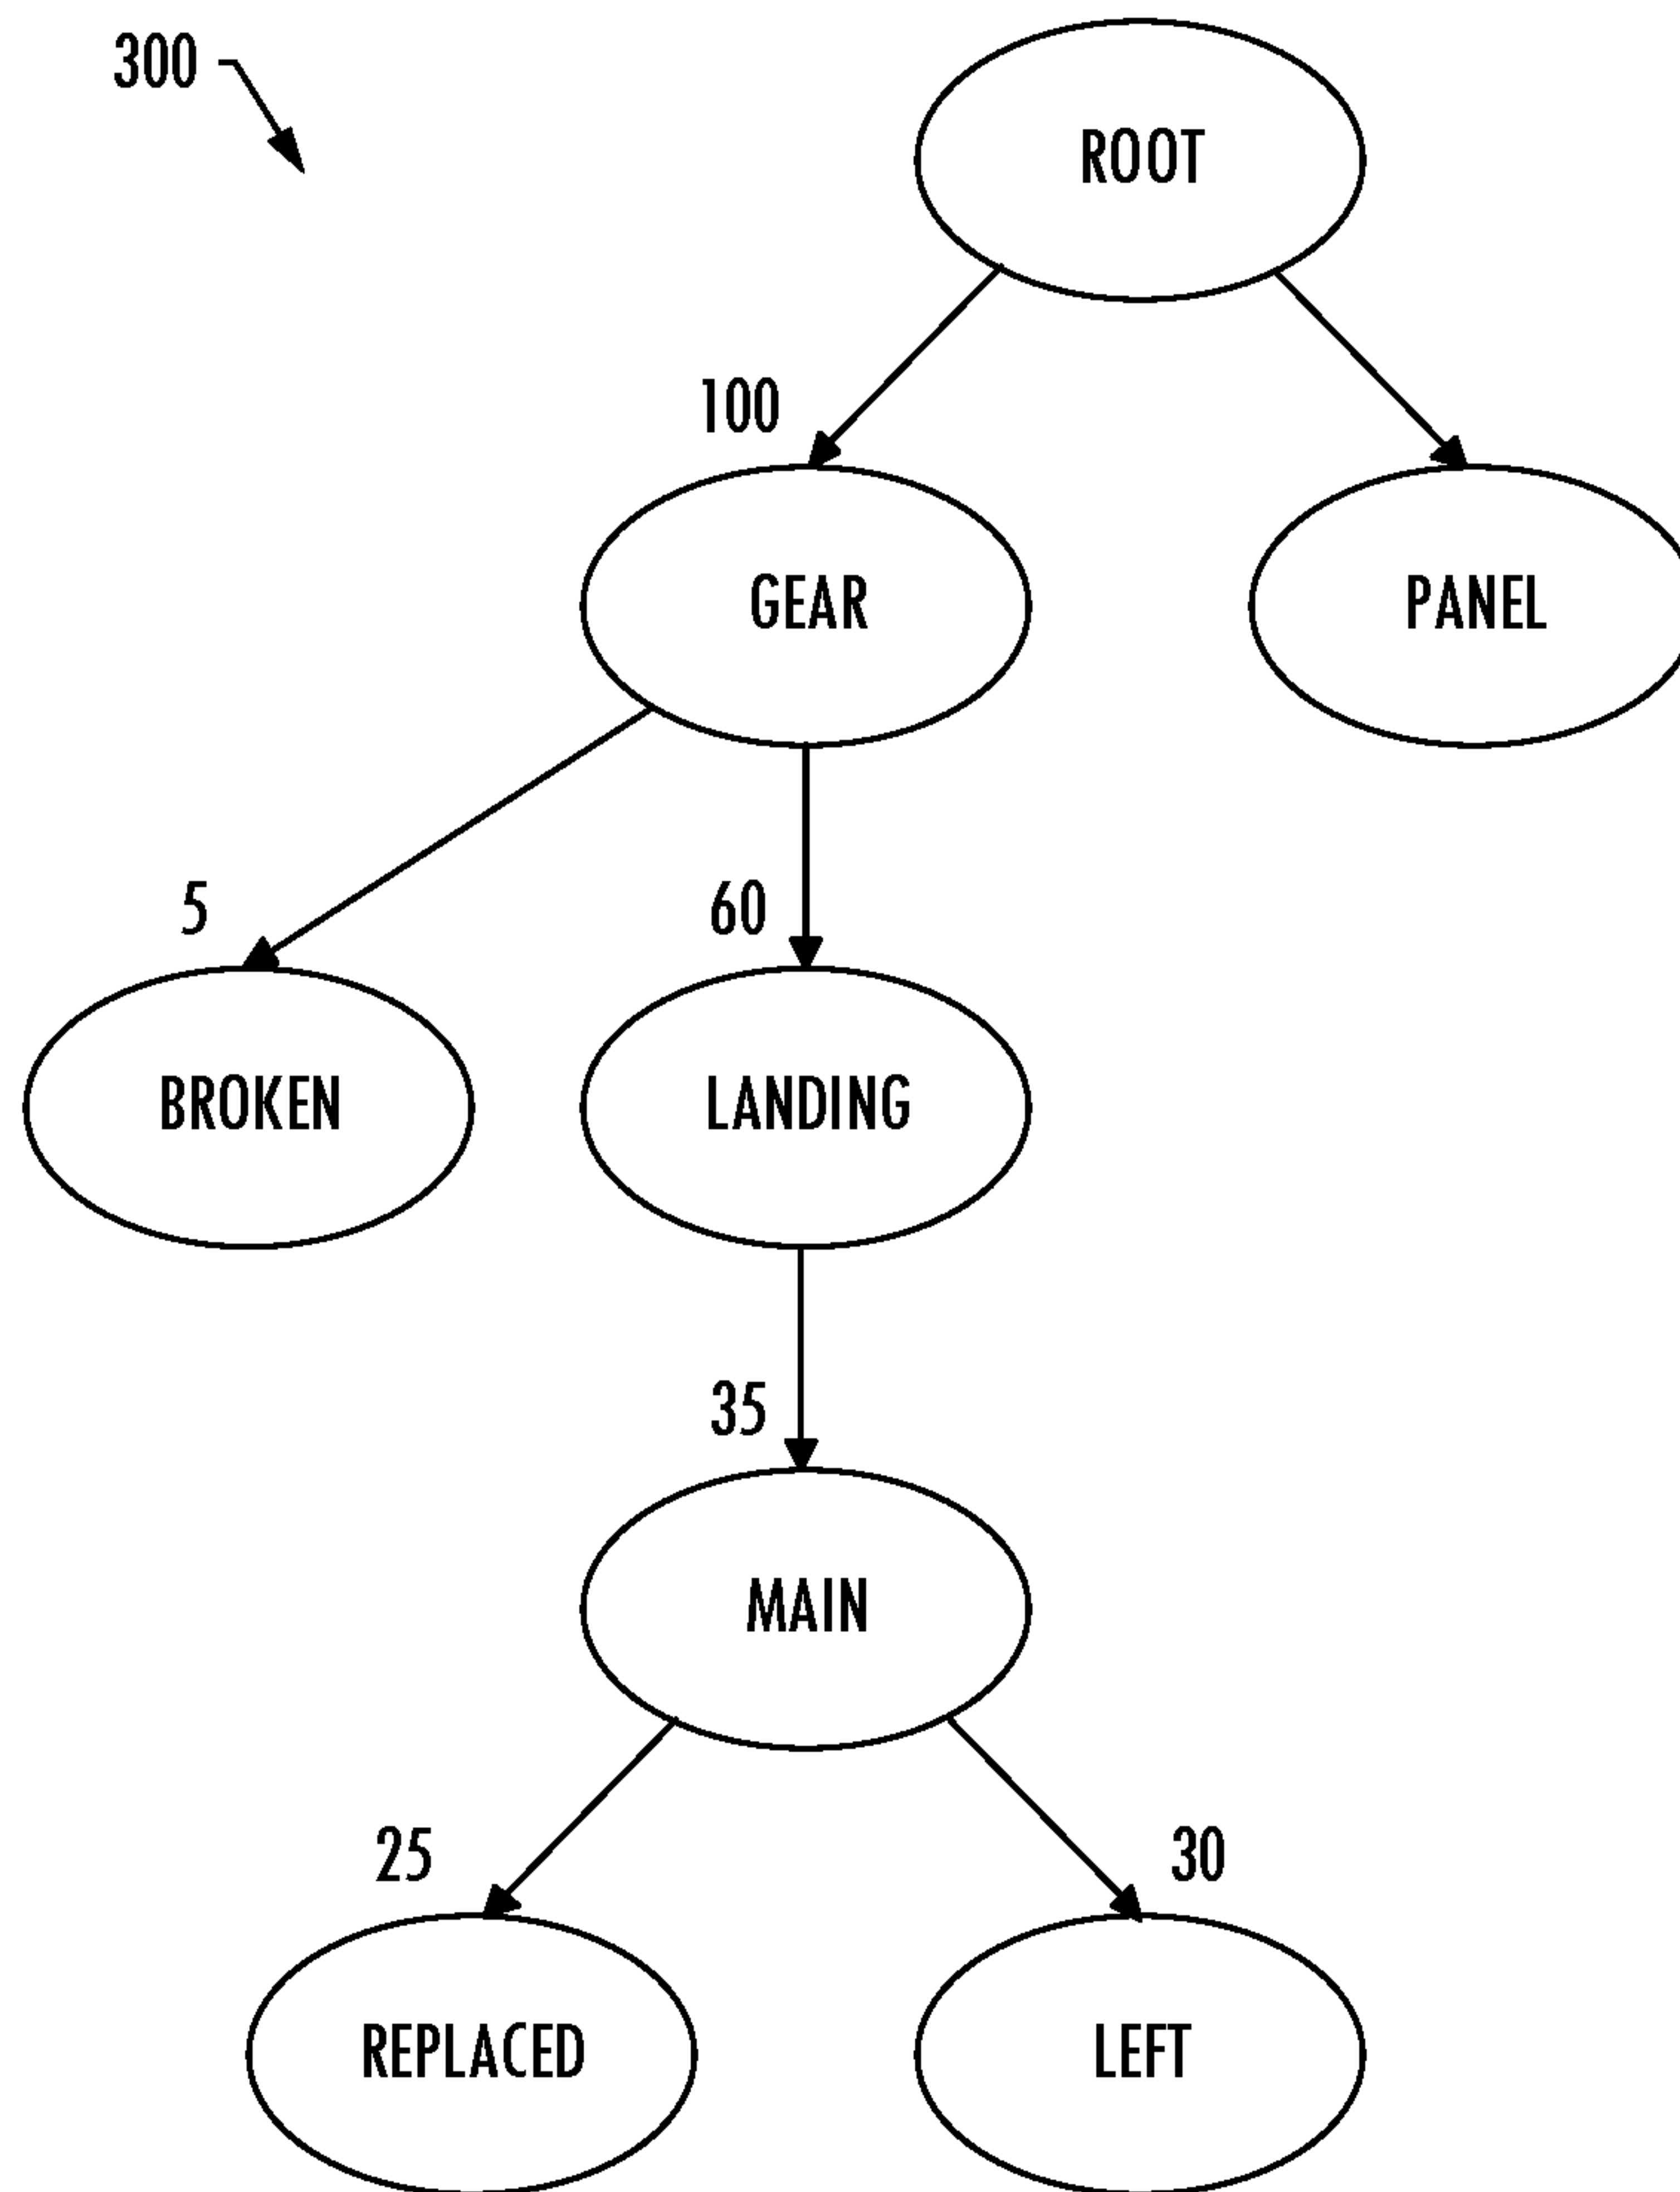 300
ROOT
100
GEAR
PANEL
5
60
BROKEN
LANDING
35
MAIN
25
30
REPLACED
LEFT